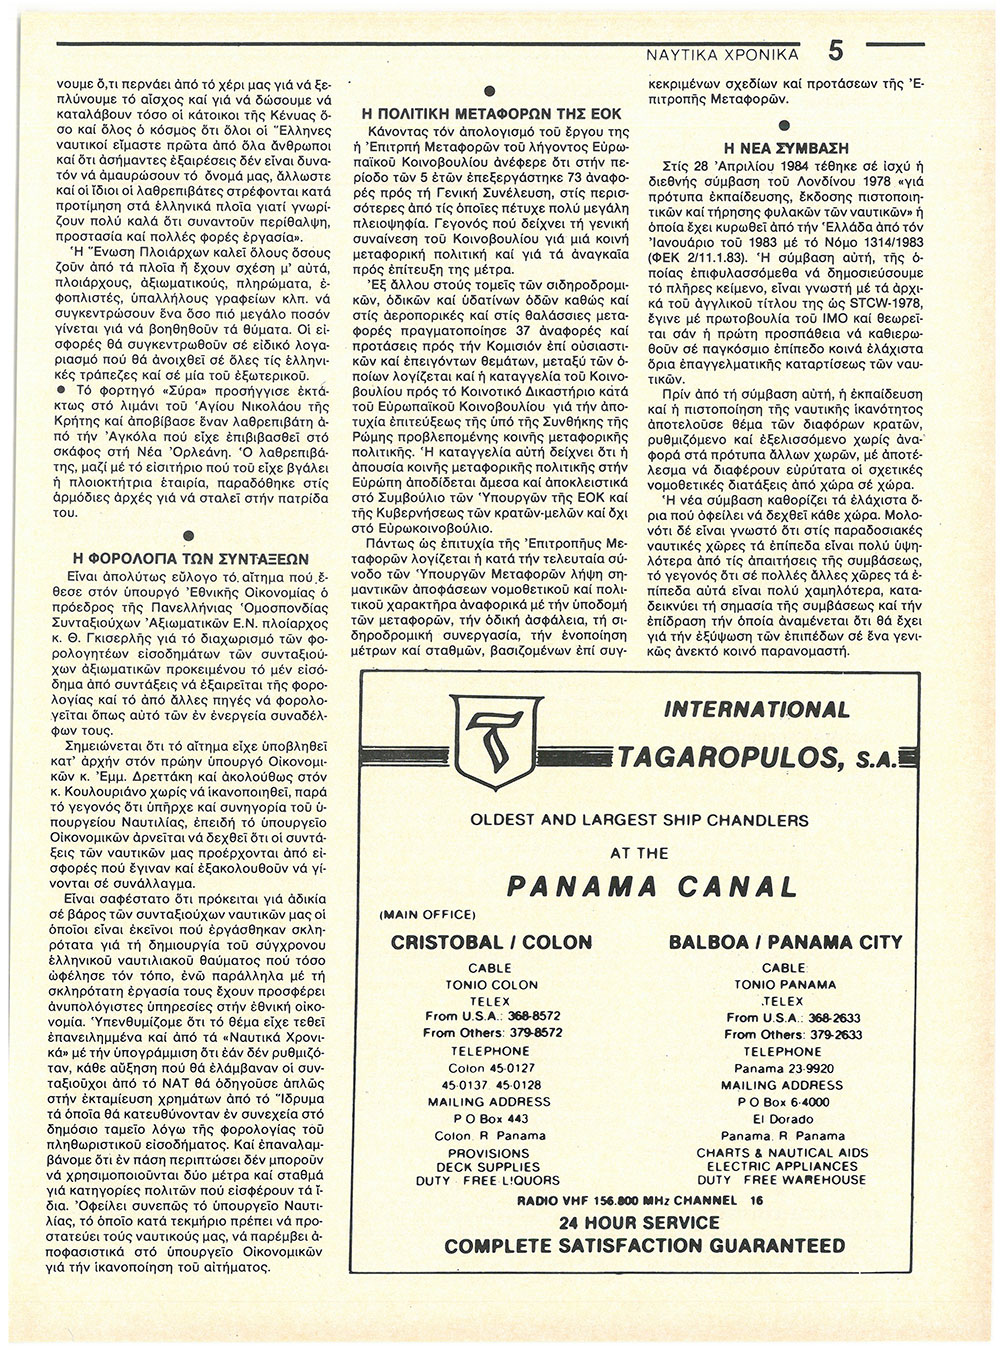 ΝΑΥΤΙΚΑ ΧΡΟΝΙΚΑ 5
νουμε ὅ,τι περνάει ἀπό τό χέρι μας γιά νά ξε-
πλύνουμε τό αἶσχος καί γιά νά δώσουμε νά
καταλάβουν τόσο οἱ κάτοικοι τῆς Κένυας ὅ-
σο καί ὅλος ὁ κόσμος ὅτι ὅλοι οἱ Ἕλληνες
ναυτικοί εἴμαστε πρῶτα ἀπό ὅλα ἄνθρωποι
καί ὅτι ἀσήμαντες ἐξαιρέσεις δέν εἶναι δυνα-
τόν νά ἀμαυρώσουν τό ὄνομά μας, ἄλλωστε
καί οἱ ἴδιοι οἱ λαθρεπιβάτες στρέφονται κατά
προτίμηση στά ἑλληνικά πλοῖα γιατί γνωρί-
ζουν πολύ καλά ὅτι συναντοῦν περίθαλψη,
προστασία καί πολλές φορές ἐργασία».
Ἡ Ἕνωση Πλοιάρχων καλεῖ ὅλους ὅσους
ζοῦν ἀπό τά πλοῖα ἤ ἔχουν σχέση μ' αὐτά,
πλοιάρχους, ἀξιωματικούς, πληρώματα, ἐ-
φοπλιστές, ὑπαλλήλους γραφείων κλπ. νά
συγκεντρώσουν ἕνα ὅσο πιό μεγάλο ποσόν
γίνεται γιά νά βοηθηθοῦν τά θύματα. Οἱ εἰ-
σφορές θά συγκεντρωθοῦν σέ εἰδικό λογα-
ριασμό πού θά ἀνοιχθεῖ σέ ὅλες τίς ἑλληνι-
κές τράπεζες καί σέ μία τοῦ ἐξωτερικοῦ.
● Τό φορτηγό «Σύρα» προσήγγισε ἐκτά-
κτως στό λιμάνι τοῦ Ἁγίου Νικολάου τῆς
Κρήτης καί ἀποβίβασε ἕναν λαθρεπιβάτη ἀ-
πό τήν Ἀγκόλα πού εἶχε ἐπιβιβασθεῖ στό
σκάφος στή Νέα Ὀρλεάνη. Ὁ λαθρεπιβά-
της, μαζί μέ τό εἰσιτήριο πού τοῦ εἶχε βγάλει
ἡ πλοιοκτήτρια ἑταιρία, παραδόθηκε στίς
ἁρμόδιες ἀρχές γιά νά σταλεῖ στήν πατρίδα
του.
●
Η ΦΟΡΟΛΟΓΙΑ ΤΩΝ ΣΥΝΤΑΞΕΩΝ
Εἶναι ἀπολύτως εὔλογο τό αἴτημα πού ἔ-
θεσε στόν ὑπουργό Ἐθνικῆς Οἰκονομίας ὁ
πρόεδρος τῆς Πανελλήνιας Ὁμοσπονδίας
Συνταξιούχων Ἀξιωματικῶν Ε.Ν. πλοίαρχος
κ. Θ. Γκισερλῆς γιά τό διαχωρισμό τῶν φο-
ρολογητέων εἰσοδημάτων τῶν συνταξιού-
χων ἀξιωματικῶν προκειμένου τό μέν εἰσό-
δημα ἀπό συντάξεις νά ἐξαιρεῖται τῆς φορο-
λογίας καί τό ἀπό ἄλλες πηγές νά φορολο-
γεῖται ὅπως αὐτό τῶν ἐν ἐνεργεία συναδέλ-
φων τους.
Σημειώνεται ὅτι τό αἴτημα εἶχε ὑποβληθεῖ
κατ' ἀρχήν στόν πρώην ὑπουργό Οἰκονομι-
κῶν κ. Ἐμμ. Δρεττάκη καί ἀκολούθως στόν
κ. Κουλουριάνο χωρίς νά ἱκανοποιηθεῖ, παρά
τό γεγονός ὅτι ὑπῆρχε καί συνηγορία τοῦ ὑ-
πουργείου Ναυτιλίας, ἐπειδή τό ὑπουργεῖο
Οἰκονομικῶν ἀρνεῖται νά δεχθεῖ ὅτι οἱ συντά-
ξεις τῶν ναυτικῶν μας προέρχονται ἀπό εἰ-
σφορές πού ἔγιναν καί ἐξακολουθοῦν νά γί-
νονται σέ συνάλλαγμα.
Εἶναι σαφέστατο ὅτι πρόκειται γιά ἀδικία
σέ βάρος τῶν συνταξιούχων ναυτικῶν μας οἱ
ὁποῖοι εἶναι ἐκεῖνοι πού ἐργάσθηκαν σκλη-
ρότατα γιά τή δημιουργία τοῦ σύγχρονου
ἑλληνικοῦ ναυτιλιακοῦ θαύματος πού τόσο
ὠφέλησε τόν τόπο, ἐνῶ παράλληλα μέ τή
σκληρότατη ἐργασία τους ἔχουν προσφέρει
ἀνυπολόγιστες ὑπηρεσίες στήν ἐθνική οἰκο-
νομία. Ὑπενθυμίζομε ὅτι τό θέμα εἶχε τεθεῖ
ἐπανειλημμένα καί ἀπό τά «Ναυτικά Χρονι-
κά» μέ τήν ὑπογράμμιση ὅτι ἐάν δέν ρυθμιζό-
ταν, κάθε αὔξηση πού θά ἐλάμβαναν οἱ συν-
ταξιοῦχοι ἀπό τό ΝΑΤ θά ὁδηγοῦσε ἁπλῶς
στήν ἐκταμίευση χρημάτων ἀπό τό Ἵδρυμα
τά ὁποῖα θά κατευθύνονταν ἐν συνεχεία στό
δημόσιο ταμεῖο λόγω τῆς φορολογίας τοῦ
πληθωριστικοῦ εἰσοδήματος. Καί ἐπαναλαμ-
βάνομε ὅτι ἐν πάση περιπτώσει δέν μποροῦν
νά χρησιμοποιοῦνται δύο μέτρα καί σταθμά
γιά κατηγορίες πολιτῶν πού εἰσφέρουν τά ἴ-
δια. Ὀφείλει συνεπῶς τό ὑπουργεῖο Ναυτι-
λίας, τό ὁποῖο κατά τεκμήριο πρέπει νά προ-
στατεύει τούς ναυτικούς μας, νά παρέμβει ἀ-
ποφασιστικά στό ὑπουργεῖο Οἰκονομικῶν
γιά τήν ἱκανοποίηση τοῦ αἰτήματος.
●
Η ΠΟΛΙΤΙΚΗ ΜΕΤΑΦΟΡΩΝ ΤΗΣ ΕΟΚ
Κάνοντας τόν ἀπολογισμό τοῦ ἔργου της
ἡ Ἐπιτρπή Μεταφορῶν τοῦ λήγοντος Εὐρω-
παϊκοῦ Κοινοβουλίου ἀνέφερε ὅτι στήν πε-
ρίοδο τῶν 5 ἐτῶν ἐπεξεργάστηκε 73 ἀναφο-
ρές πρός τή Γενική Συνέλευση, στίς περισ-
σότερες ἀπό τίς ὁποῖες πέτυχε πολύ μεγάλη
πλειοψηφία. Γεγονός πού δείχνει τή γενική
συναίνεση τοῦ Κοινοβουλίου γιά μιά κοινή
μεταφορική πολιτική καί γιά τά ἀναγκαῖα
πρός ἐπίτευξη της μέτρα.
Ἐξ ἄλλου στούς τομεῖς τῶν σιδηροδρομι-
κῶν, ὁδικῶν καί ὑδατίνων ὁδῶν καθώς καί
στίς ἀεροπορικές καί στίς θαλάσσιες μετα-
φορές πραγματοποίησε 37 ἀναφορές καί
προτάσεις πρός τήν Κομισιόν ἐπί οὐσιαστι-
κῶν καί ἐπειγόντων θεμάτων, μεταξύ τῶν ὁ-
ποίων λογίζεται καί ἡ καταγγελία τοῦ Κοινο-
βουλίου πρός τό Κοινοτικό Δικαστήριο κατά
τοῦ Εὐρωπαϊκοῦ Κοινοβουλίου γιά τήν ἀπο-
τυχία ἐπιτεύξεως τῆς ὑπό τῆς Συνθήκης τῆς
Ρώμης προβλεπομένης κοινῆς μεταφορικῆς
πολιτικῆς. Ἡ καταγγελία αὐτή δείχνει ὅτι ἡ
ἀπουσία κοινῆς μεταφορικῆς πολιτικῆς στήν
Εὐρώπη ἀποδίδεται ἄμεσα καί ἀποκλειστικά
στό Συμβούλιο τῶν Ὑπουργῶν τῆς ΕΟΚ καί
τῆς Κυβερνήσεως τῶν κρατῶν-μελῶν καί ὄχι
στό Εὐρωκοινοβούλιο.
Πάντως ὡς ἐπιτυχία τῆς Ἐπιτροπῆυς Με-
ταφορῶν λογίζεται ἡ κατά τήν τελευταία σύ-
νοδο τῶν Ὑπουργῶν Μεταφορῶν λήψη ση-
μαντικῶν ἀποφάσεων νομοθετικοῦ καί πολι-
τικοῦ χαρακτῆρα ἀναφορικά μέ τήν ὑποδομή
τῶν μεταφορῶν, τήν ὁδική ἀσφάλεια, τή σι-
δηροδρομική συνεργασία, τήν ἐνοποίηση
μέτρων καί σταθμῶν, βασιζομένων ἐπί συγ-
κεκριμένων σχεδίων καί προτάσεων τῆς Ἐ-
πιτροπῆς Μεταφορῶν.
●
Η ΝΕΑ ΣΥΜΒΑΣΗ
Στίς 28 Ἀπριλίου 1984 τέθηκε σέ ἰσχύ ἡ
διεθνής σύμβαση τοῦ Λονδίνου 1978 «γιά
πρότυπα ἐκπαίδευσης, ἔκδοσης πιστοποιη-
τικῶν καί τήρησης φυλακῶν τῶν ναυτικῶν» ἡ
ὁποία ἔχει κυρωθεῖ ἀπό τήν Ἑλλάδα ἀπό τόν
Ἰανουάριο τοῦ 1983 μέ τό Νόμο 1314/1983
(ΦΕΚ 2/11.1.83). Ἡ σύμβαση αὐτή, τῆς ὁ-
ποίας ἐπιφυλασσόμεθα νά δημοσιεύσουμε
τό πλῆρες κείμενο, εἶναι γνωστή μέ τά ἀρχι-
κά τοῦ ἀγγλικοῦ τίτλου της ὡς STCW-1978,
ἔγινε μέ πρωτοβουλία τοῦ ΙΜΟ καί θεωρεῖ-
ται σάν ἡ πρώτη προσπάθεια νά καθιερω-
θοῦν σέ παγκόσμιο ἐπίπεδο κοινά ἐλάχιστα
ὅρια ἐπαγγελματικῆς καταρτίσεως τῶν ναυ-
τικῶν.
Πρίν ἀπό τή σύμβαση αὐτή, ἡ ἐκπαίδευση
καί ἡ πιστοποίηση τῆς ναυτικῆς ἱκανότητος
ἀποτελοῦσε θέμα τῶν διαφόρων κρατῶν,
ρυθμιζόμενο καί ἐξελισσόμενο χωρίς ἀνα-
φορά στά πρότυπα ἄλλων χωρῶν, μέ ἀποτέ-
λεσμα νά διαφέρουν εὐρύτατα οἱ σχετικές
νομοθετικές διατάξεις ἀπό χώρα σέ χώρα.
Ἡ νέα σύμβαση καθορίζει τά ἐλάχιστα ὅ-
ρια πού ὀφείλει νά δεχθεῖ κάθε χώρα. Μολο-
νότι δέ εἶναι γνωστό ὅτι στίς παραδοσιακές
ναυτικές χῶρες τά ἐπίπεδα εἶναι πολύ ὑψη-
λότερα ἀπό τίς ἀπαιτήσεις τῆς συμβάσεως,
τό γεγονός ὅτι σέ πολλές ἄλλες χῶρες τά ἐ-
πίπεδα αὐτά εἶναι πολύ χαμηλότερα, κατα-
δεικνύει τή σημασία τῆς συμβάσεως καί τήν
ἐπίδραση τήν ὁποία ἀναμένεται ὅτι θά ἔχει
γιά τήν ἐξύψωση τῶν ἐπιπέδων σέ ἕνα γενι-
κῶς ἀνεκτό κοινό παρανομαστή.
INTERNATIONAL
TAGAROPULOS, S.A.
OLDEST AND LARGEST SHIP CHANDLERS
AT THE
PANAMA CANAL
(MAIN OFFICE)
CRISTOBAL / COLON
CABLE
TONIO COLON
TELEX
From U.S.A.: 368-8572
From Others: 379-8572
TELEPHONE
Colon 45-0127
45-0137 45-0128
MAILING ADDRESS
P O Box 443
Colon. R Panama
PROVISIONS
DECK SUPPLIES
DUTY FREE LIQUORS
BALBOA / PANAMA CITY
CABLE
TONIO PANAMA
TELEX
From U.S.A.: 368-2633
From Others: 379-2633
TELEPHONE
Panama 23-9920
MAILING ADDRESS
P O Box 6-4000
El Dorado
Panama. R Panama
CHARTS & NAUTICAL AIDS
ELECTRIC APPLIANCES
DUTY FREE WAREHOUSE
RADIO VHF 156.800 MHz CHANNEL 16
24 HOUR SERVICE
COMPLETE SATISFACTION GUARANTEED